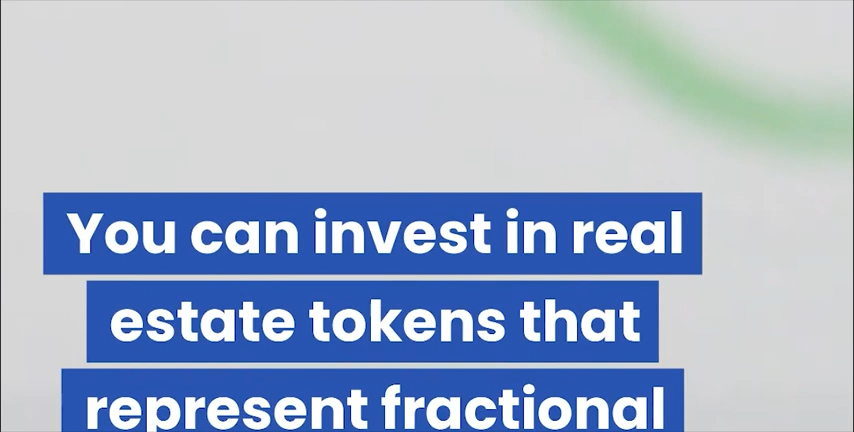 You can invest in real
estate tokens that
represent fractional